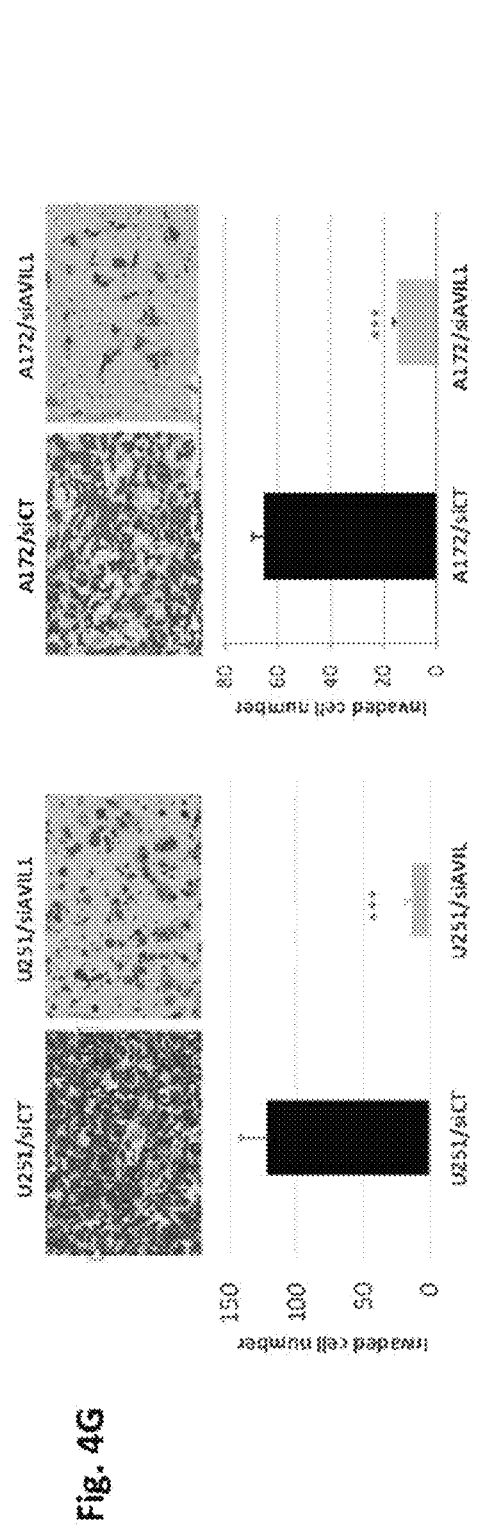 Fig. 4G
U251/siCT
U251/siAVIL1
Invaded cell number
150
100
50
0
***
U251/siCT
U251/siAVIL
A172/siCT
A172/siAVIL1
Invaded cell number
80
60
40
20
0
***
A172/siCT
A172/siAVIL1